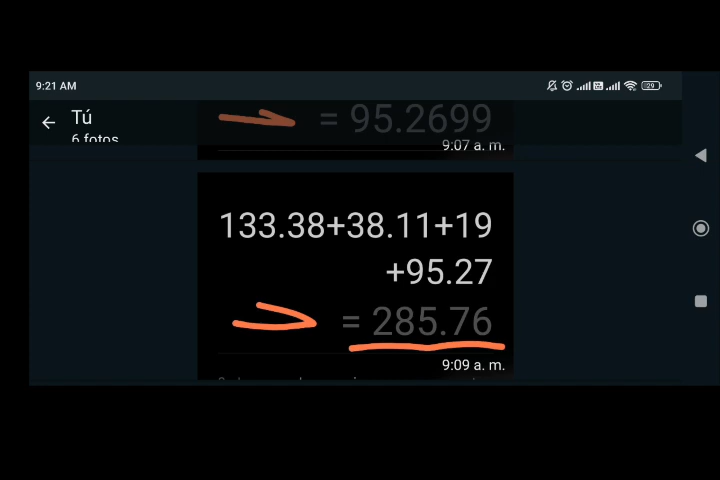 9:21 AM
29
Tú
6 fotos
= 95.2699
9:07 a. m.
133.38+38.11+19
+95.27
= 285.76
9:09 a. m.